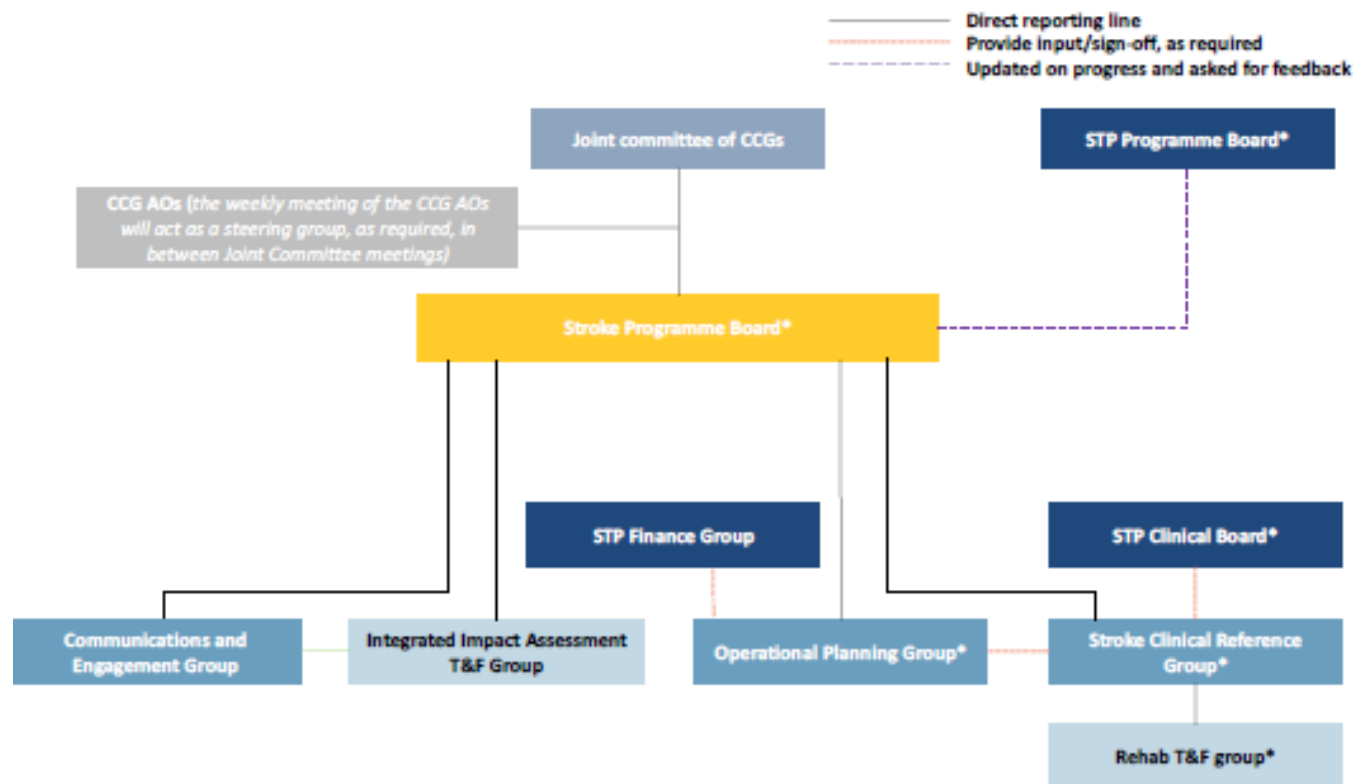 Direct reporting line
Provide input/sign-off, as required
Updated on progress and asked for feedback
Joint committee of CCGs
STP Programme Board*
CCG AOs (the weekly meeting of the CCG AOs
will act as a steering group, as required, in
between Joint Committee meetings)
Stroke Programme Board*
STP Finance Group
STP Clinical Board*
Communications and
Engagement Group
Integrated Impact Assessment
T&F Group
Operational Planning Group*
Stroke Clinical Reference
Group*
Rehab T&F group*